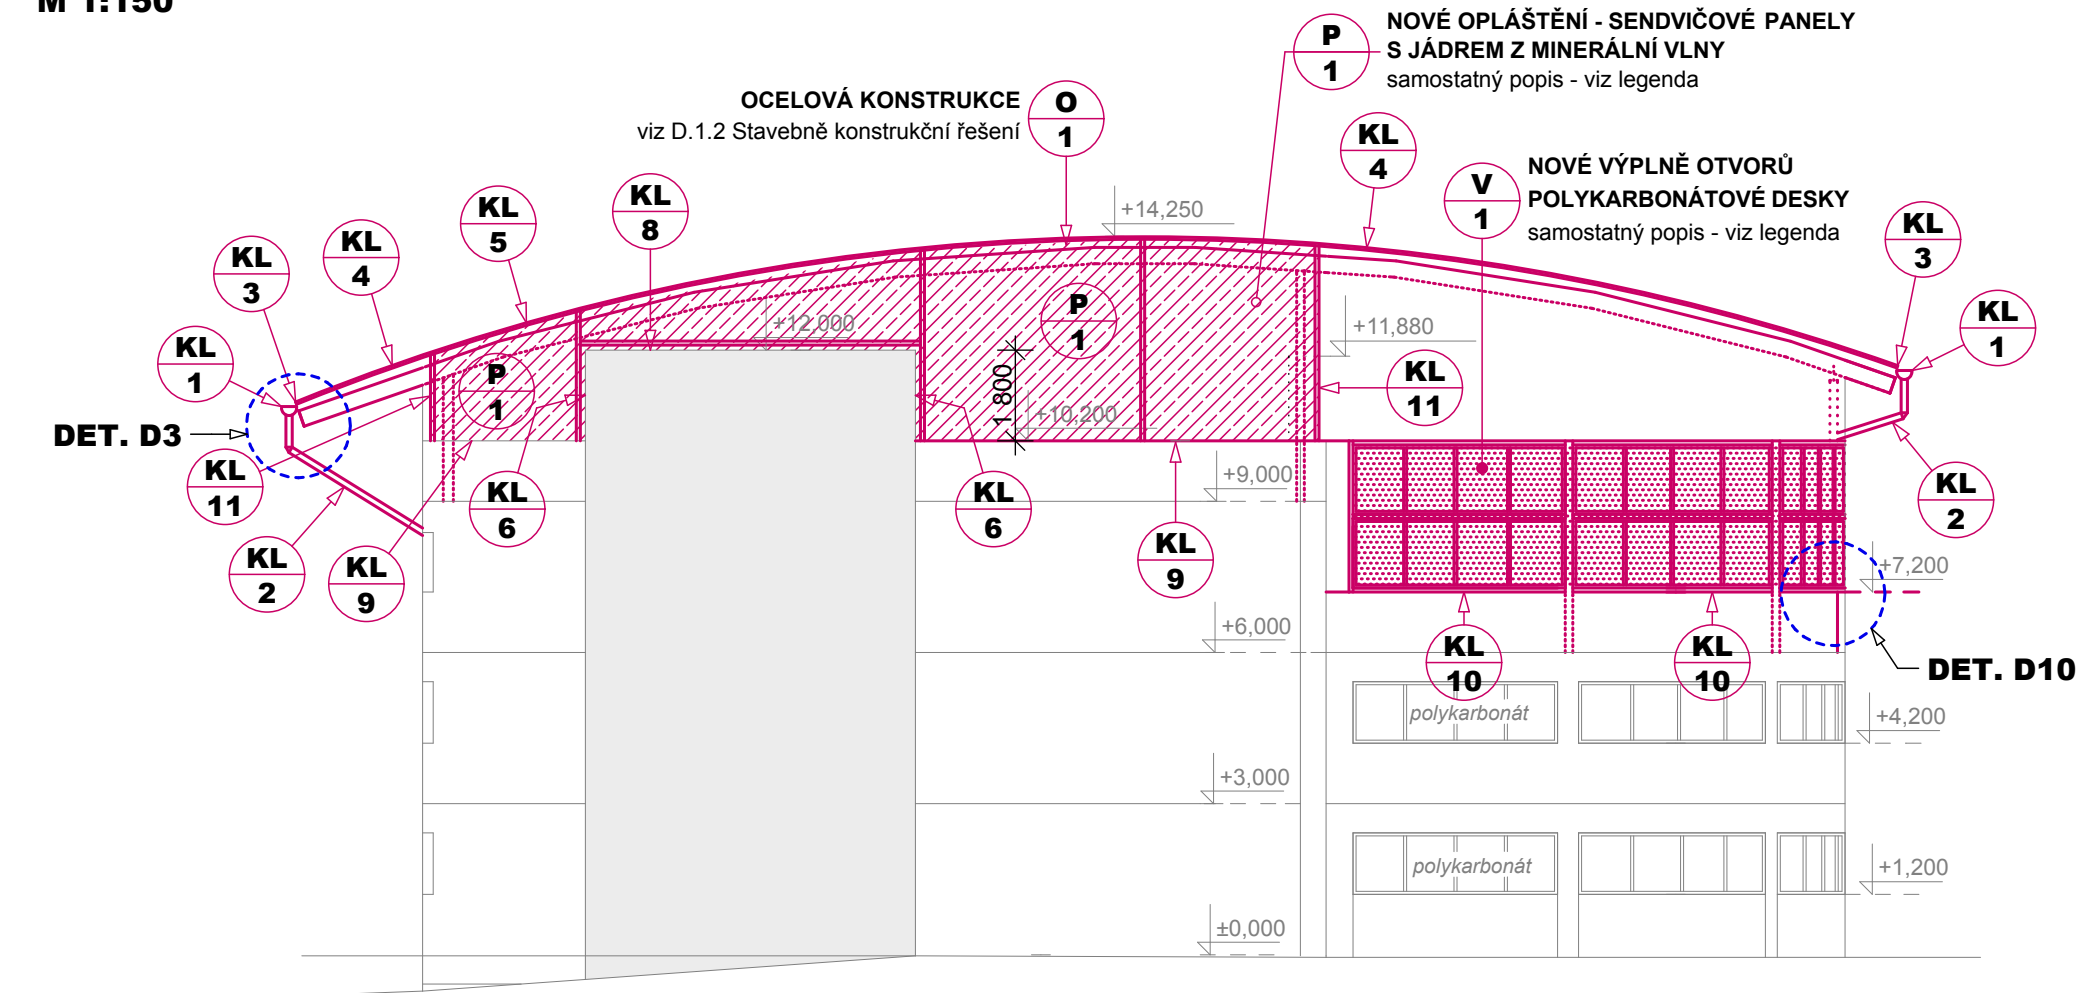 M 1:150
P
1
NOVÉ OPLÁŠTĚNÍ - SENDVIČOVÉ PANELY
S JÁDREM Z MINERÁLNÍ VLNY
samostatný popis - viz legenda
OCELOVÁ KONSTRUKCE
viz D.1.2 Stavebně konstrukční řešení
O
1
KL
4
V
1
NOVÉ VÝPLNĚ OTVORŮ
POLYKARBONÁTOVÉ DESKY
samostatný popis - viz legenda
KL
8
KL
5
KL
4
KL
3
KL
1
+14,250
KL
3
KL
1
+12,000
P
1
+11,880
P
1
1 800
+10,200
KL
11
DET. D3
KL
11
KL
6
KL
6
+9,000
KL
2
KL
2
KL
9
KL
9
+7,200
+6,000
KL
10
KL
10
DET. D10
polykarbonát
+4,200
+3,000
polykarbonát
+1,200
±0,000